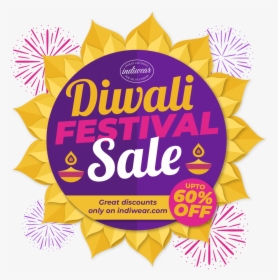 indiwear
Diwali
FESTIVAL
Sale
UPTO
60%
OFF
Great discounts
only on indiwear.com